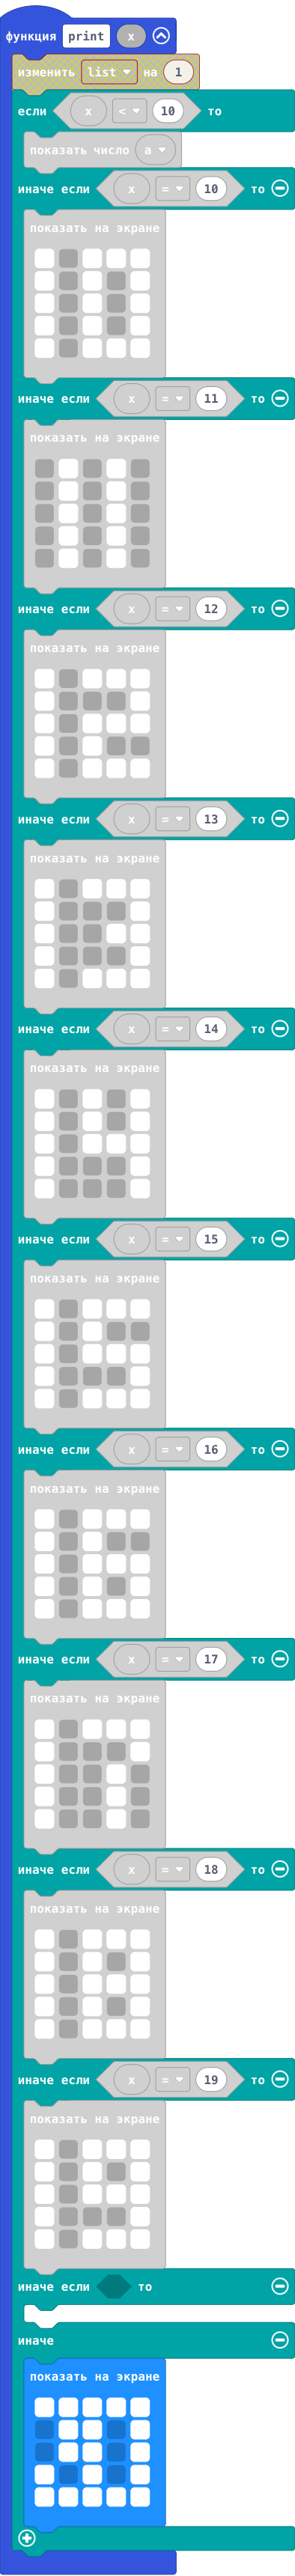 функция print x
изменить list на 1
если x < 10 то
показать число a
иначе если x = 10 то
показать на экране
иначе если x = 11 то
показать на экране
иначе если x = 12 то
показать на экране
иначе если x = 13 то
показать на экране
иначе если x = 14 то
показать на экране
иначе если x = 15 то
показать на экране
иначе если x = 16 то
показать на экране
иначе если x = 17 то
показать на экране
иначе если x = 18 то
показать на экране
иначе если x = 19 то
показать на экране
иначе если то
иначе
показать на экране